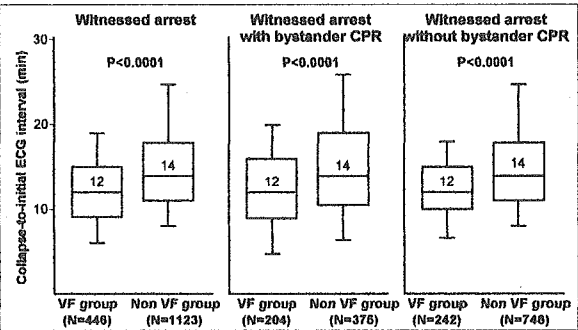 Witnessed arrest
Witnessed arrest
with bystander CPR
Witnessed arrest
without bystander CPR
Collapse-to-initial ECG interval (min)
30
20
10
P<0.0001
P<0.0001
P<0.0001
12
14
12
14
12
14
VF group
(N=446)
Non VF group
(N=1123)
VF group
(N=204)
Non VF group
(N=375)
VF group
(N=242)
Non VF group
(N=748)